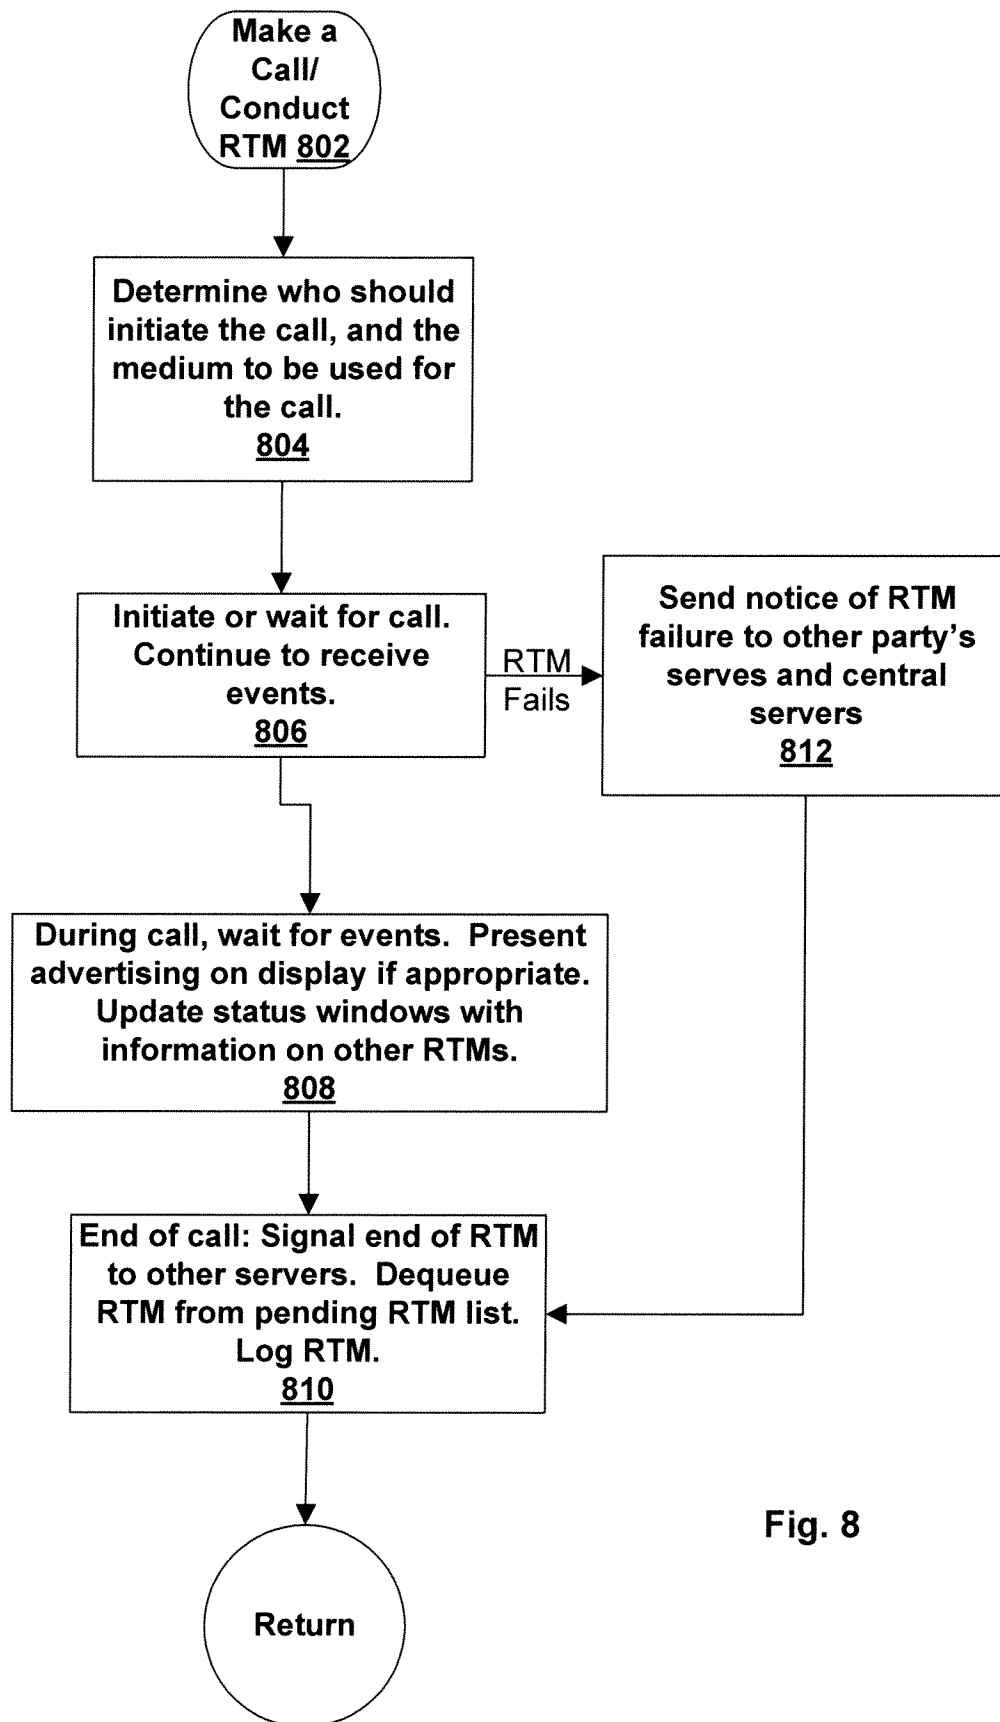 Make a
Call/
Conduct
RTM 802
Determine who should
initiate the call, and the
medium to be used for
the call.
804
Initiate or wait for call.
Continue to receive
events.
806
RTM
Fails
Send notice of RTM
failure to other party’s
serves and central
servers
812
During call, wait for events. Present
advertising on display if appropriate.
Update status windows with
information on other RTMs.
808
End of call: Signal end of RTM
to other servers. Dequeue
RTM from pending RTM list.
Log RTM.
810
Fig. 8
Return